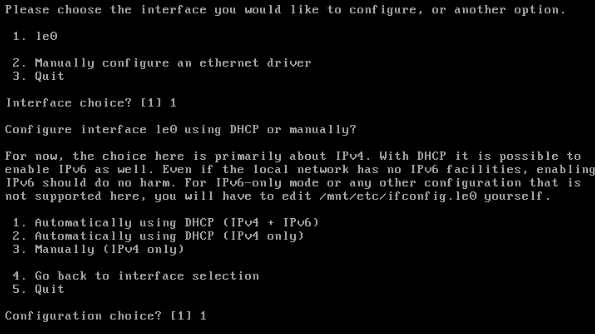 Please choose the interface you would like to configure, or another option.
1. le0
2. Manually configure an ethernet driver
3. Quit
Interface choice? [1] 1
Configure interface le0 using DHCP or manually?
For now, the choice here is primarily about IPv4. With DHCP it is possible to
enable IPv6 as well. Even if the local network has no IPv6 facilities, enabling
IPv6 should do no harm. For IPv6-only mode or any other configuration that is
not supported here, you will have to edit /mnt/etc/ifconfig.le0 yourself.
1. Automatically using DHCP (IPv4 + IPv6)
2. Automatically using DHCP (IPv4 only)
3. Manually (IPv4 only)
4. Go back to interface selection
5. Quit
Configuration choice? [1] 1